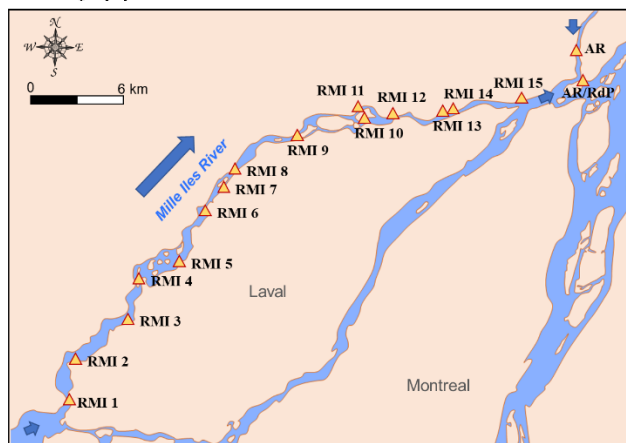 N
W E
S
0 6 km
AR
AR/RdP
RMI 15
RMI 14
RMI 13
RMI 12
RMI 11
RMI 10
RMI 9
RMI 8
RMI 7
RMI 6
RMI 5
RMI 4
RMI 3
RMI 2
RMI 1
Mille Iles River
Laval
Montreal